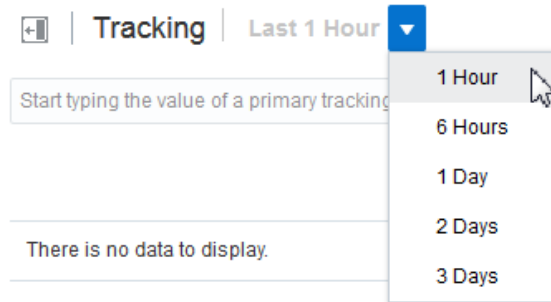 Tracking Last 1 Hour
1 Hour
Start typing the value of a primary tracking
6 Hours
1 Day
2 Days
There is no data to display.
3 Days